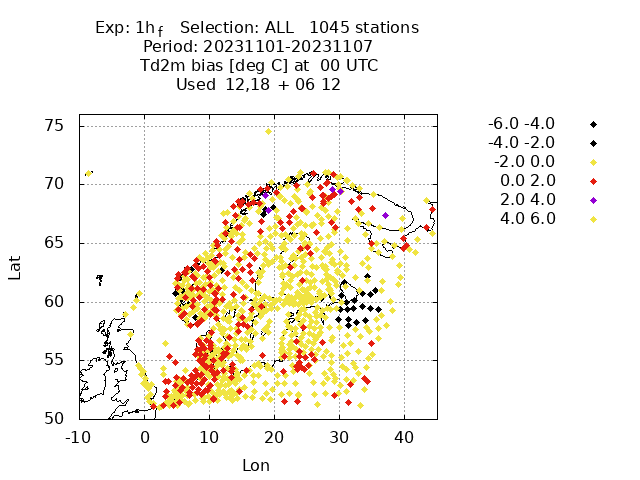 Exp: 1h_f   Selection: ALL   1045 stations
Period: 20231101-20231107
Td2m bias [deg C] at  00 UTC
Used  12,18 + 06 12
-6.0 -4.0
-4.0 -2.0
-2.0 0.0
0.0 2.0
2.0 4.0
4.0 6.0
75
70
65
60
55
50
Lat
-10 0 10 20 30 40
Lon